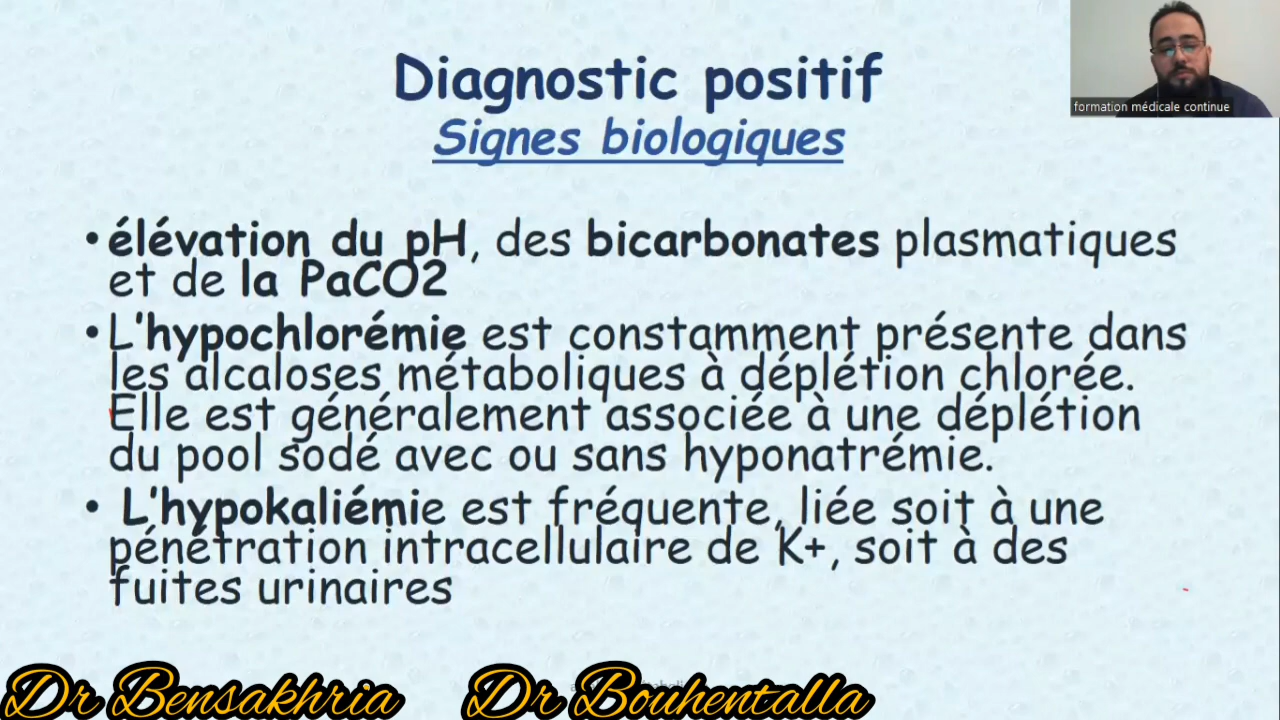 Diagnostic positif
Signes biologiques
formation médicale continue
•élévation du pH, des bicarbonates plasmatiques
et de la PaCO2
•L'hypochlorémie est constamment présente dans
les alcaloses métaboliques à déplétion chlorée.
Elle est généralement associée à une déplétion
du pool sodé avec ou sans hyponatrémie.
• L'hypokaliémie est fréquente, liée soit à une
pénétration intracellulaire de K+, soit à des
fuites urinaires
Dr Bensakhria Dr Bouhentalla